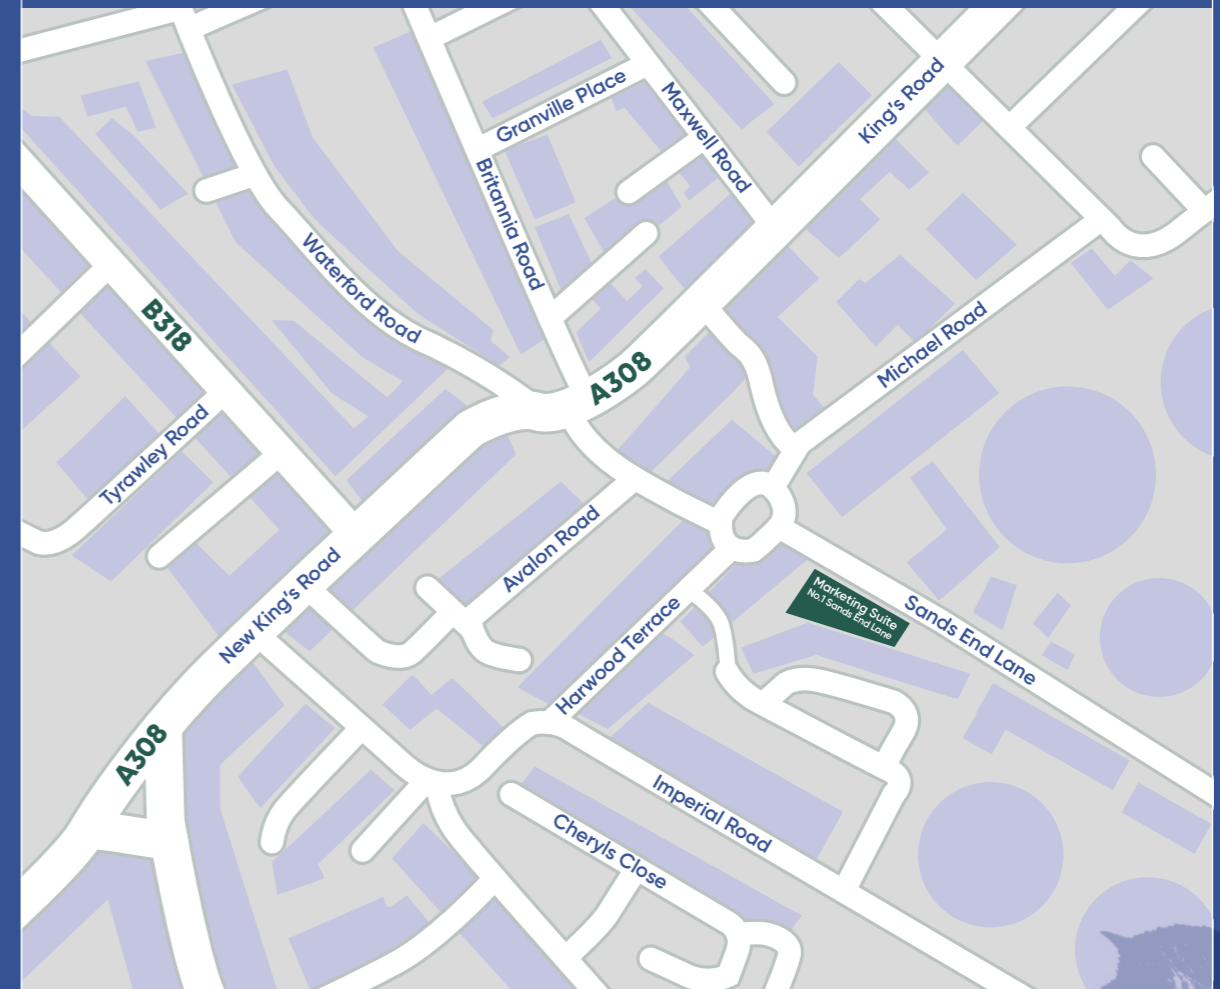 King's Road
Granville Place
Maxwell Road
Britannia Road
Waterford Road
B318
A308
Michael Road
Tyrawley Road
Avalon Road
New King's Road
Marketing Suite
No.1 Sands End Lane
Sands End Lane
Harwood Terrace
A308
Imperial Road
Cheryls Close